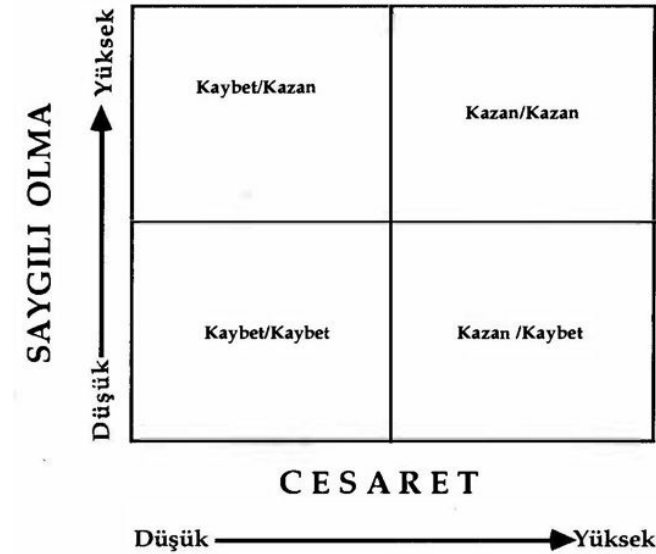 SAYGILI OLMA
Yüksek
Düşük
Kaybet/Kazan
Kazan/Kazan
Kaybet/Kaybet
Kazan /Kaybet
CESARET
Düşük
Yüksek